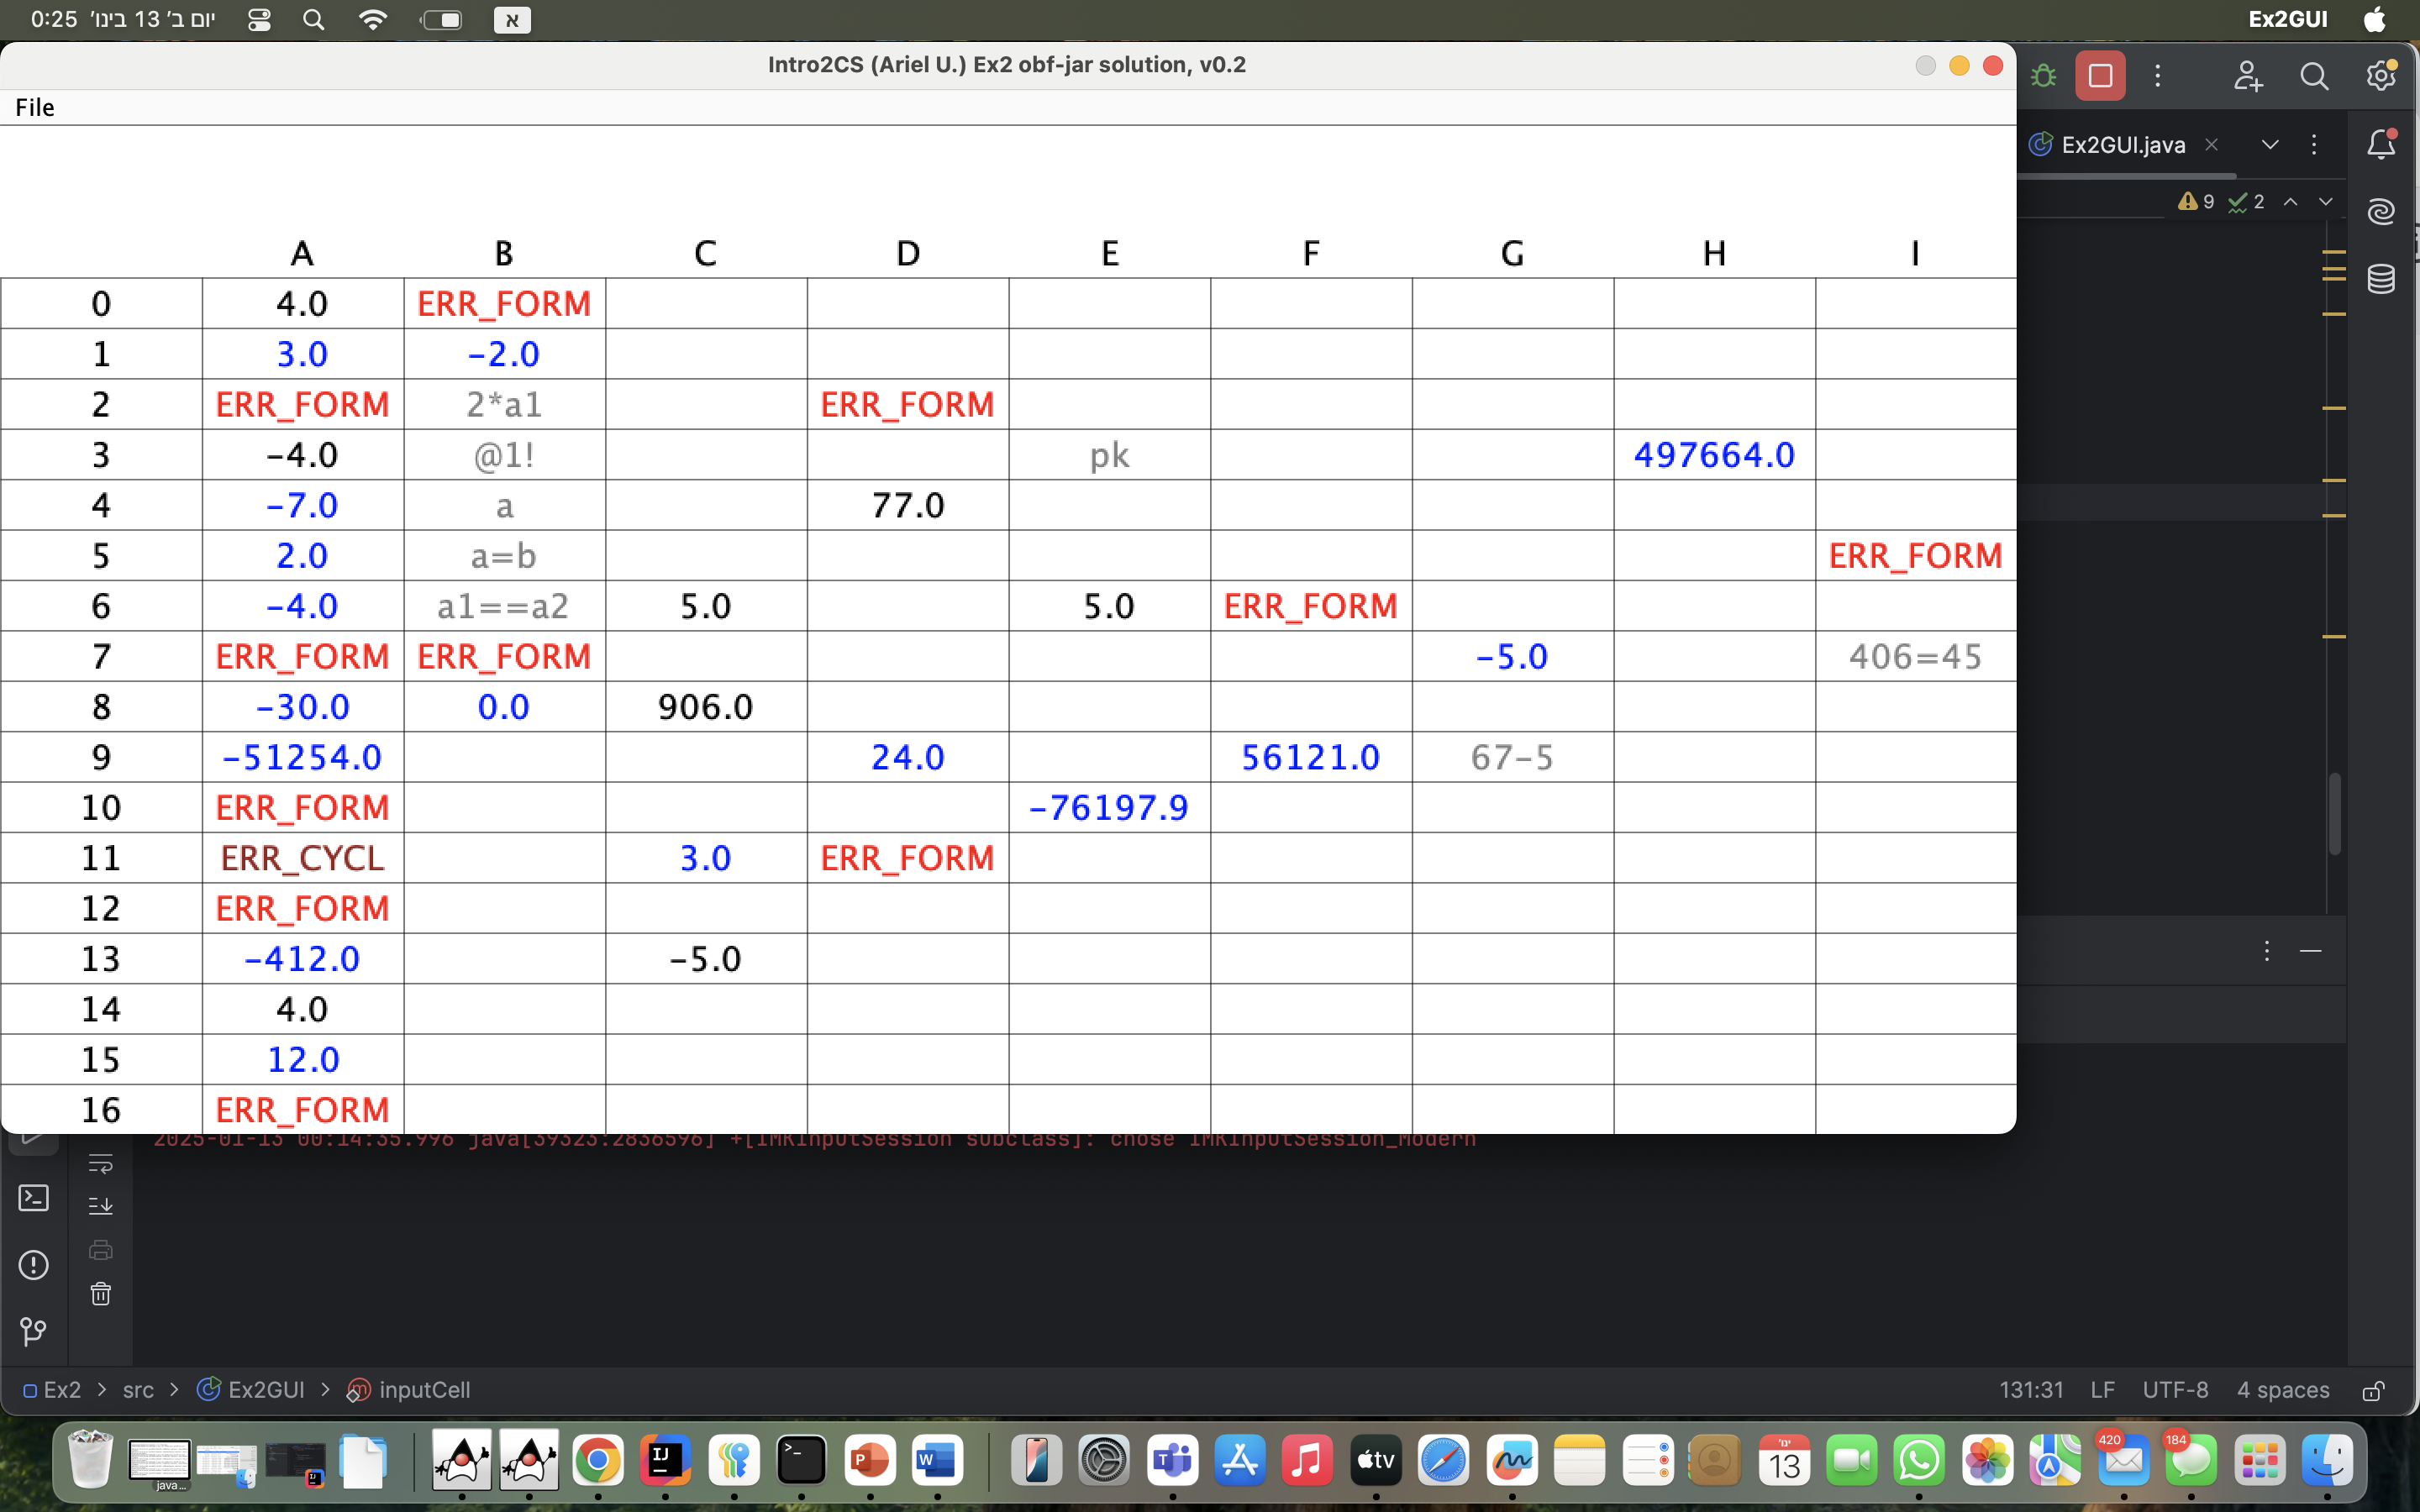 0:25 יום ב׳ 13 בינו׳
א
Ex2GUI
Intro2CS (Ariel U.) Ex2 obf-jar solution, v0.2
File
Ex2GUI.java
9 2
A B C D E F G H I
0 4.0 ERR_FORM
1 3.0 -2.0
2 ERR_FORM 2*a1 ERR_FORM
3 -4.0 @1! pk 497664.0
4 -7.0 a 77.0
5 2.0 a=b ERR_FORM
6 -4.0 a1==a2 5.0 5.0 ERR_FORM
7 ERR_FORM ERR_FORM -5.0 406=45
8 -30.0 0.0 906.0
9 -51254.0 24.0 56121.0 67-5
10 ERR_FORM -76197.9
11 ERR_CYCL 3.0 ERR_FORM
12 ERR_FORM
13 -412.0 -5.0
14 4.0
15 12.0
16 ERR_FORM
2025-01-13 00:14:35.996 java[39323:2836596] +[IMKInputSession subclass]: chose IMKInputSession_Modern
Ex2 > src > Ex2GUI > inputCell
131:31 LF UTF-8 4 spaces
java...
IJ
>_
P
W
tv
ינו׳
13
420
184